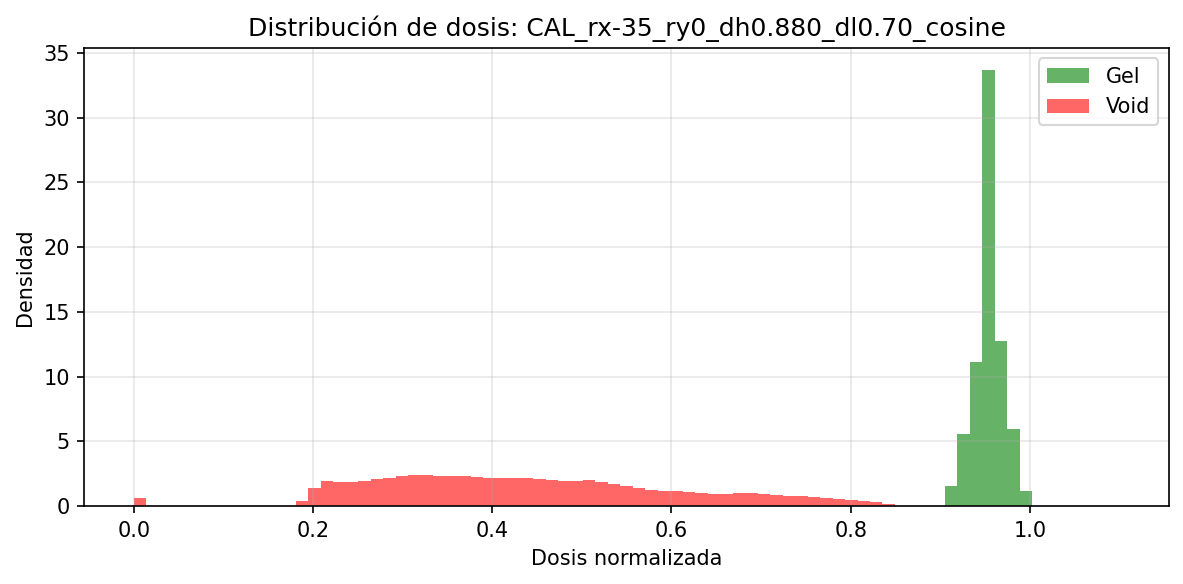 Distribución de dosis: CAL_rx-35_ry0_dh0.880_dl0.70_cosine
35
30
25
20
15
10
5
0
Densidad
Gel
Void
0.0 0.2 0.4 0.6 0.8 1.0
Dosis normalizada